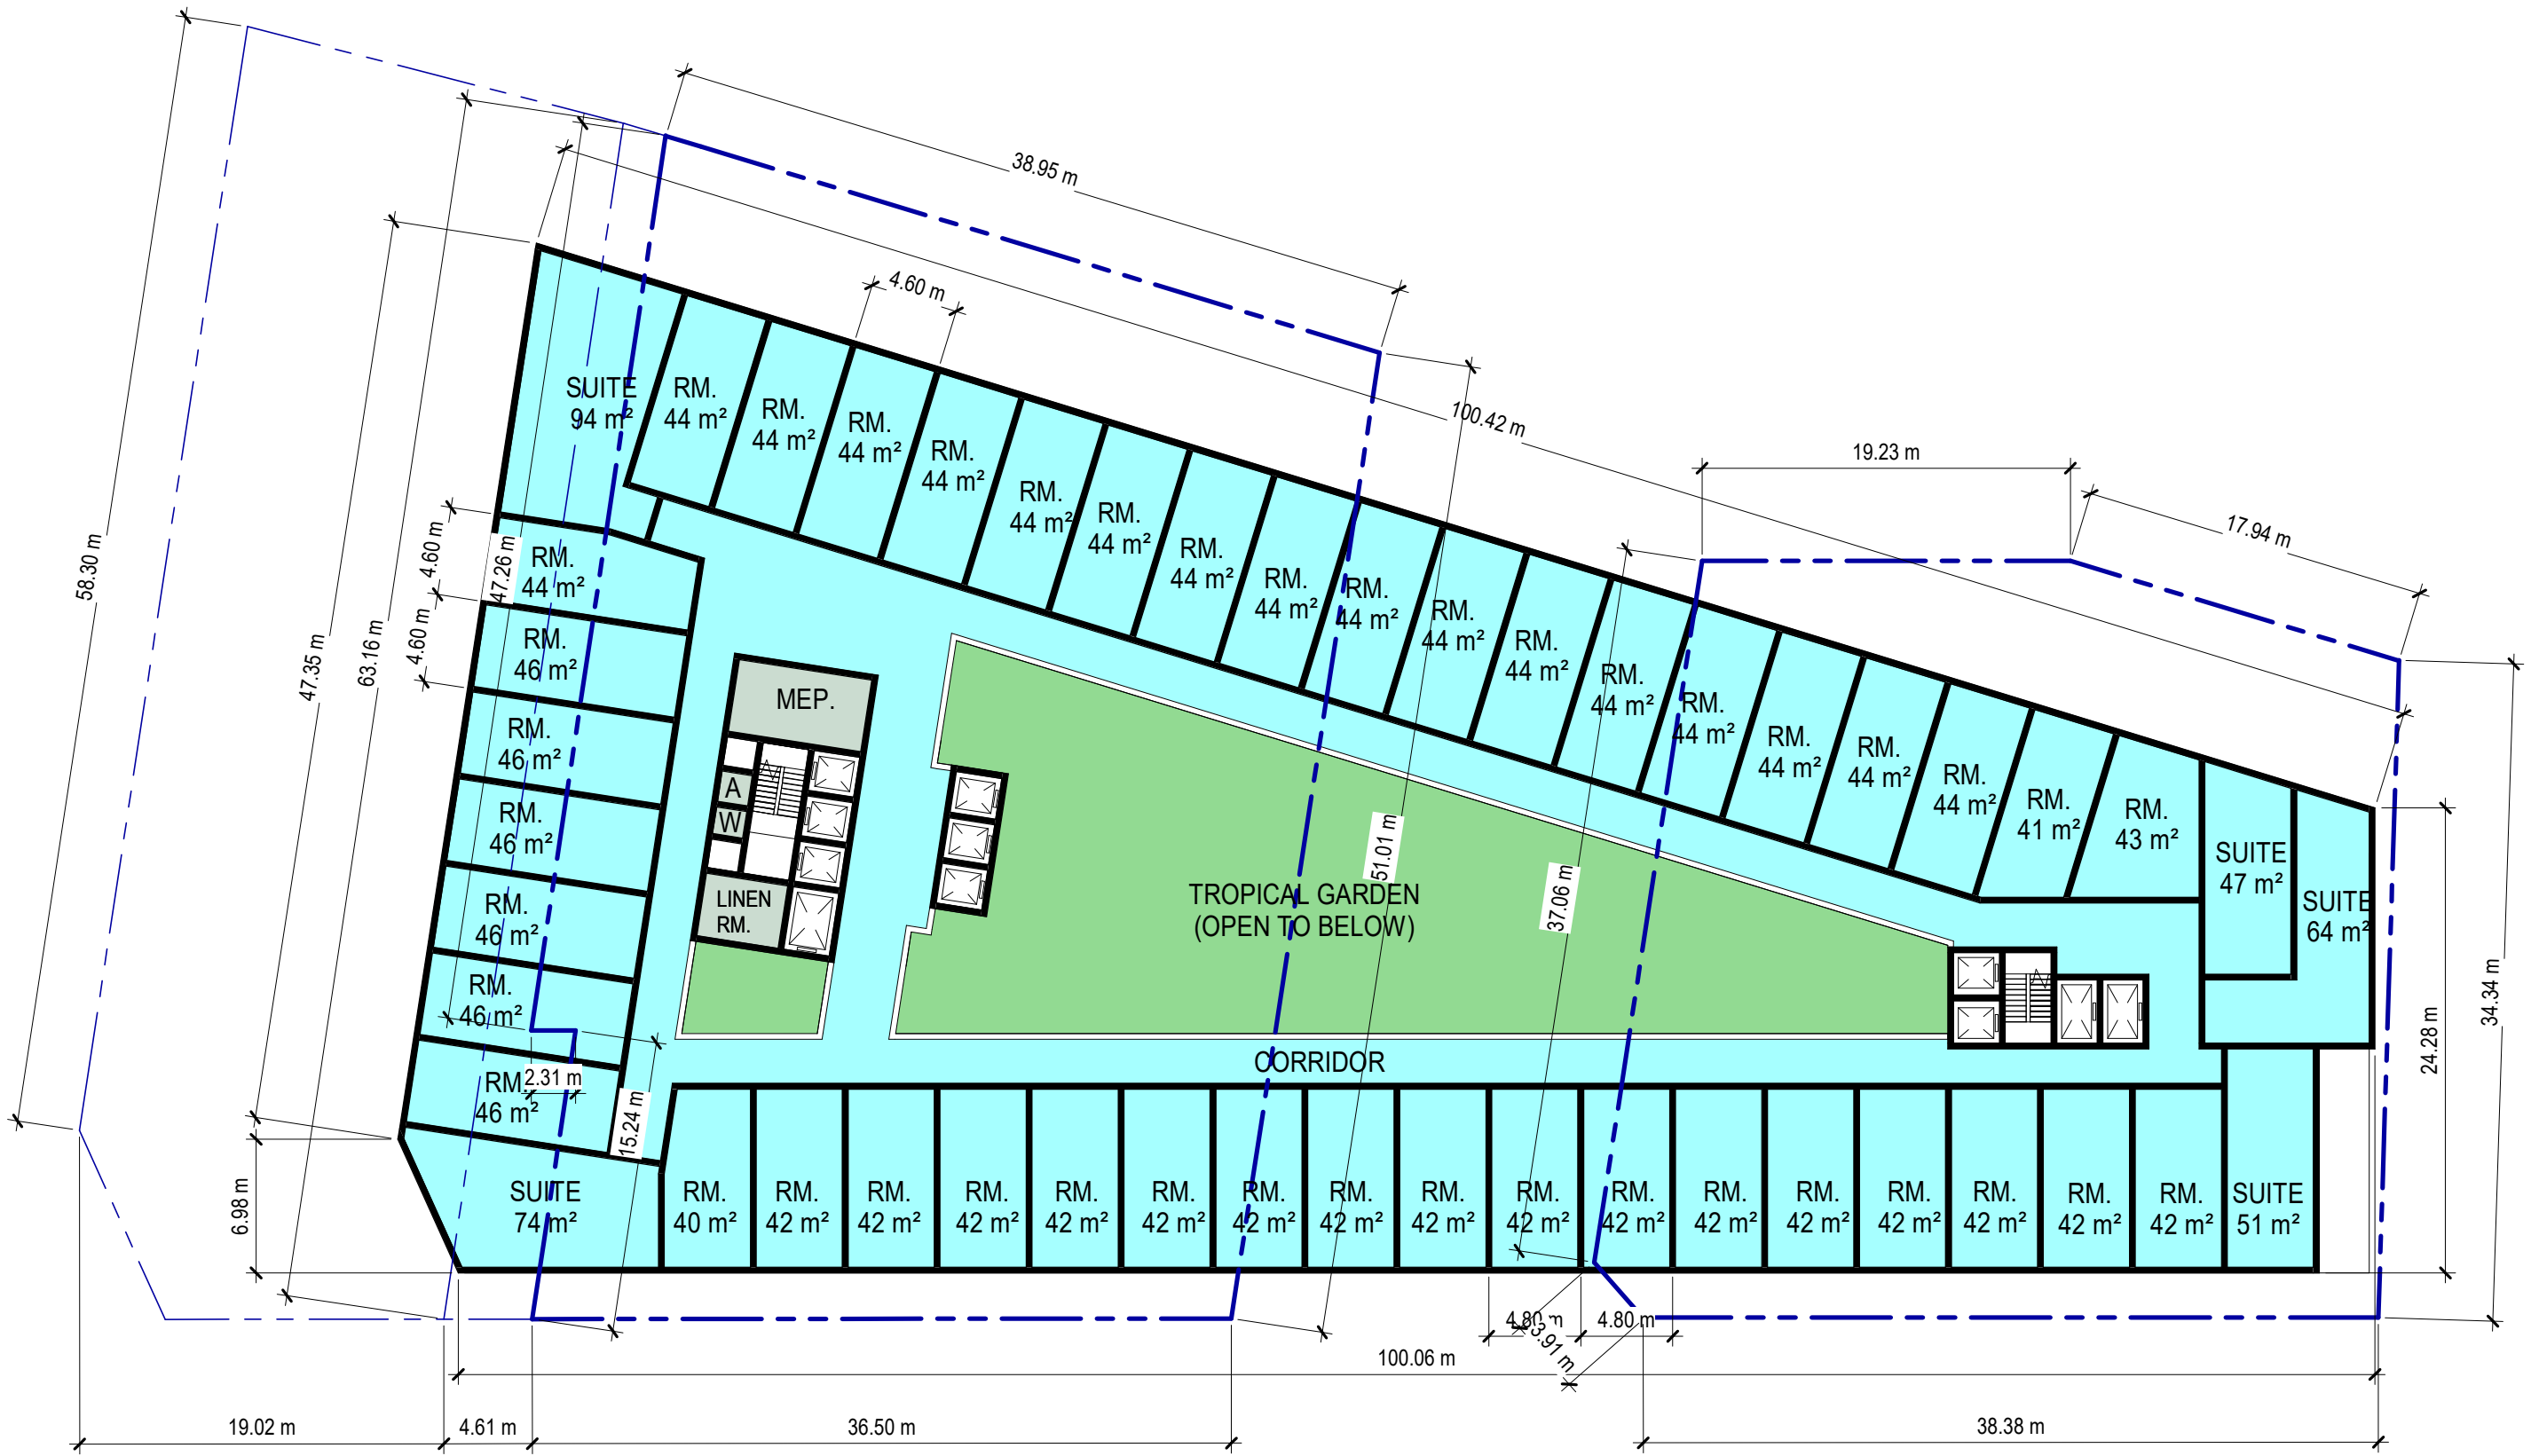 38.95 m
4.60 m
100.42 m
19.23 m
17.94 m
58.30 m
47.35 m
63.16 m
47.26 m
4.60 m
4.60 m
51.01 m
37.06 m
34.34 m
24.28 m
SUITE
94 m²
RM.
44 m²
RM.
44 m²
RM.
44 m²
RM.
44 m²
RM.
44 m²
RM.
44 m²
RM.
44 m²
RM.
44 m²
RM.
44 m²
RM.
44 m²
RM.
44 m²
RM.
44 m²
RM.
44 m²
RM.
44 m²
RM.
44 m²
RM.
44 m²
RM.
41 m²
RM.
43 m²
SUITE
47 m²
SUITE
64 m²
RM.
44 m²
RM.
46 m²
RM.
46 m²
RM.
46 m²
RM.
46 m²
RM.
46 m²
RM.
46 m²
MEP.
A
W
LINEN
RM.
TROPICAL GARDEN
(OPEN TO BELOW)
CORRIDOR
2.31 m
15.24 m
6.98 m
SUITE
74 m²
RM.
40 m²
RM.
42 m²
RM.
42 m²
RM.
42 m²
RM.
42 m²
RM.
42 m²
RM.
42 m²
RM.
42 m²
RM.
42 m²
RM.
42 m²
RM.
42 m²
RM.
42 m²
RM.
42 m²
RM.
42 m²
RM.
42 m²
RM.
42 m²
RM.
42 m²
SUITE
51 m²
4.80 m
4.80 m
3.91 m
100.06 m
19.02 m
4.61 m
36.50 m
38.38 m